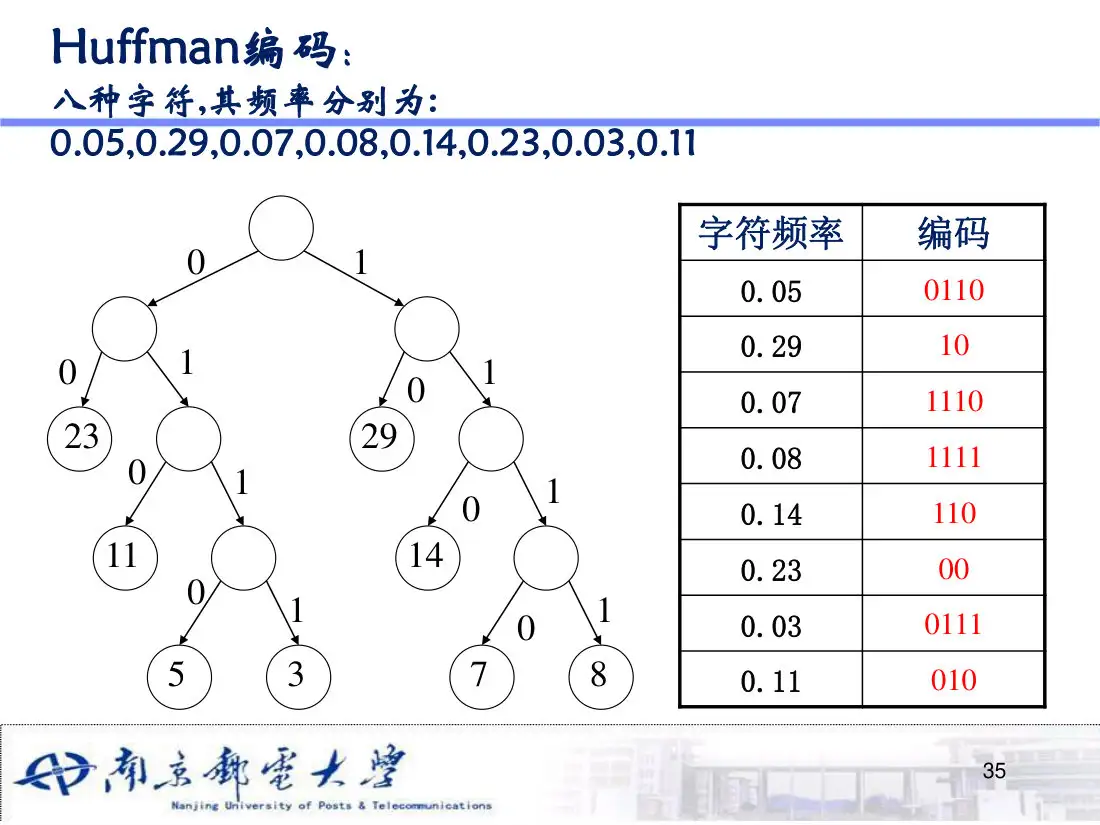 Huffman编码:
八种字符,其频率分别为:
0.05,0.29,0.07,0.08,0.14,0.23,0.03,0.11
0 1
0 1 0 1
23 29
0 1 0 1
11 14
0 1 0 1
5 3 7 8
字符频率 编码
0.05 0110
0.29 10
0.07 1110
0.08 1111
0.14 110
0.23 00
0.03 0111
0.11 010
南京郵電大學
Nanjing University of Posts & Telecommunications
35